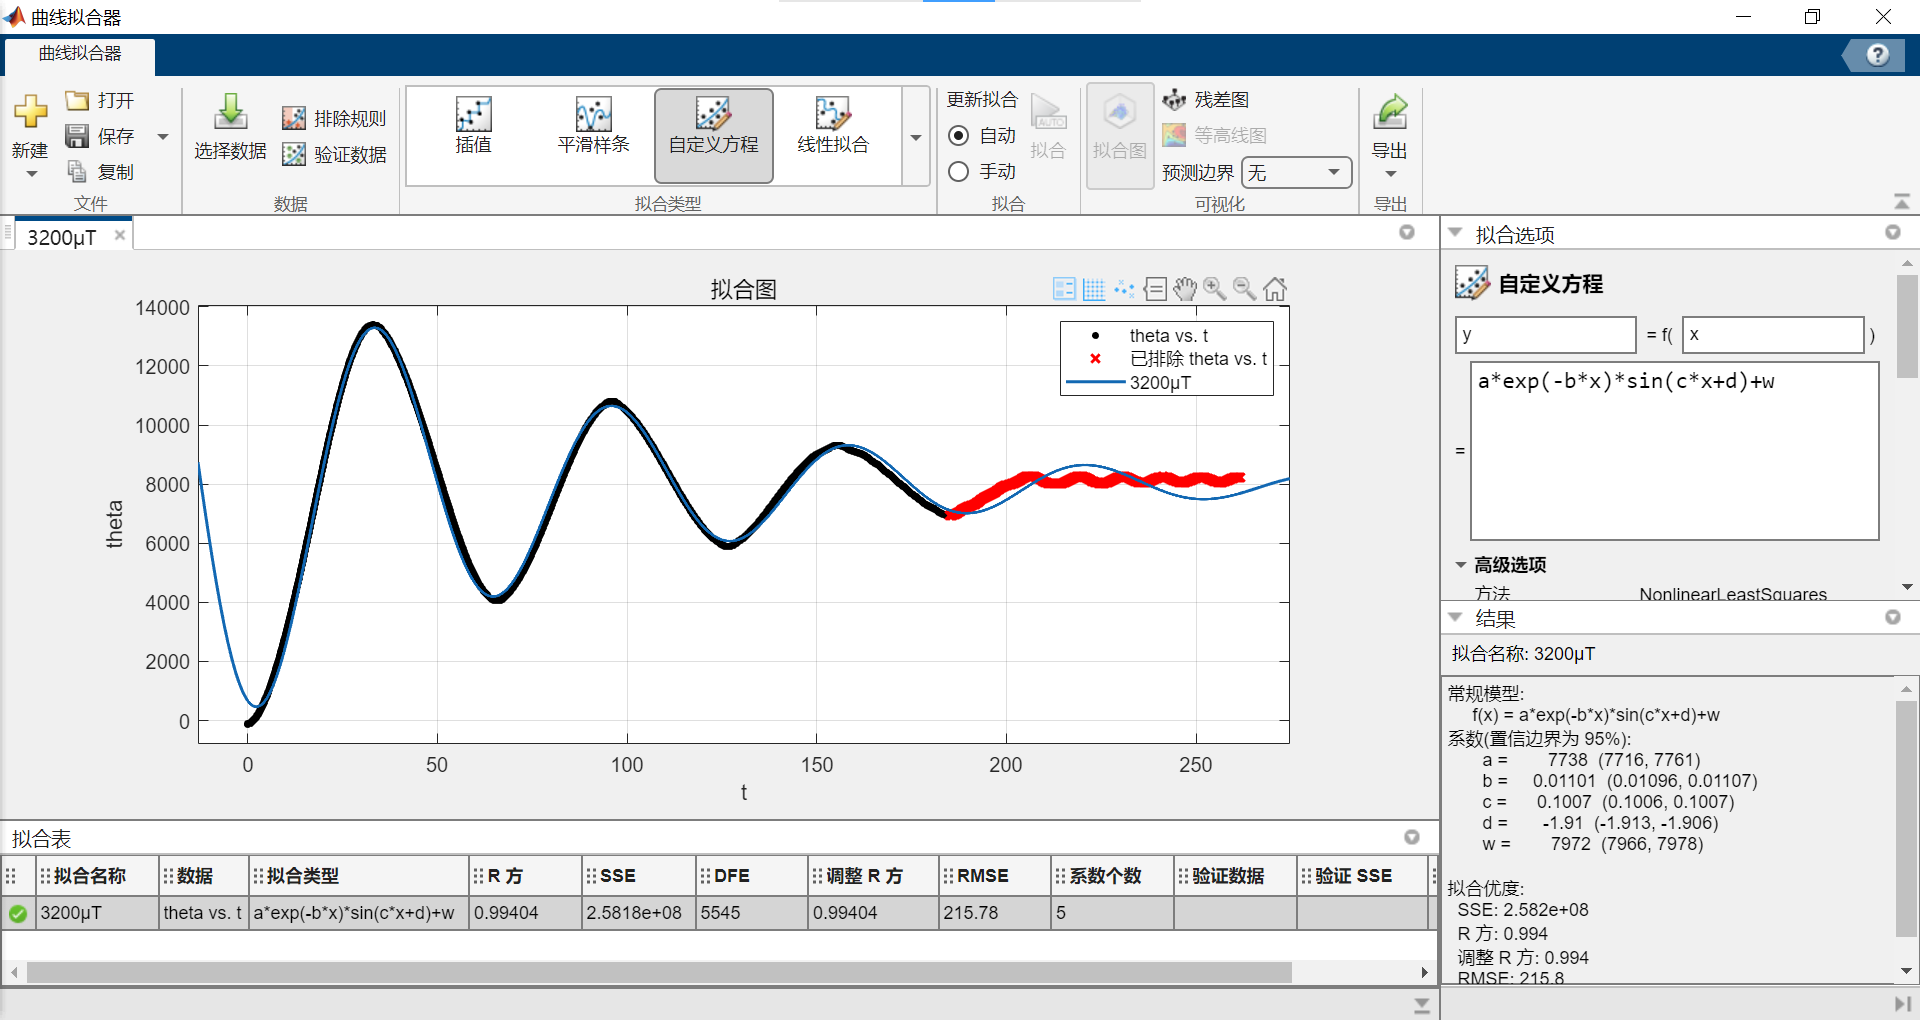 曲线拟合器
曲线拟合器
新建
打开
保存
复制
文件
选择数据
排除规则
验证数据
数据
插值
平滑样条
自定义方程
线性拟合
拟合类型
更新拟合
自动
手动
AUTO
拟合
拟合
拟合图
残差图
等高线图
预测边界 无
可视化
导出
导出
3200μT
拟合图
14000
12000
10000
8000
6000
4000
2000
0
theta
0 50 100 150 200 250
t
theta vs. t
已排除 theta vs. t
3200μT
拟合选项
自定义方程
y = f( x )
= a*exp(-b*x)*sin(c*x+d)+w
高级选项
方法 NonlinearLeastSquares
结果
拟合名称: 3200μT
常规模型:
f(x) = a*exp(-b*x)*sin(c*x+d)+w
系数(置信边界为 95%):
a = 7738 (7716, 7761)
b = 0.01101 (0.01096, 0.01107)
c = 0.1007 (0.1006, 0.1007)
d = -1.91 (-1.913, -1.906)
w = 7972 (7966, 7978)
拟合优度:
SSE: 2.582e+08
R 方: 0.994
调整 R 方: 0.994
RMSE: 215.8
拟合表
拟合名称 数据 拟合类型 R 方 SSE DFE 调整 R 方 RMSE 系数个数 验证数据 验证 SSE
3200μT theta vs. t a*exp(-b*x)*sin(c*x+d)+w 0.99404 2.5818e+08 5545 0.99404 215.78 5